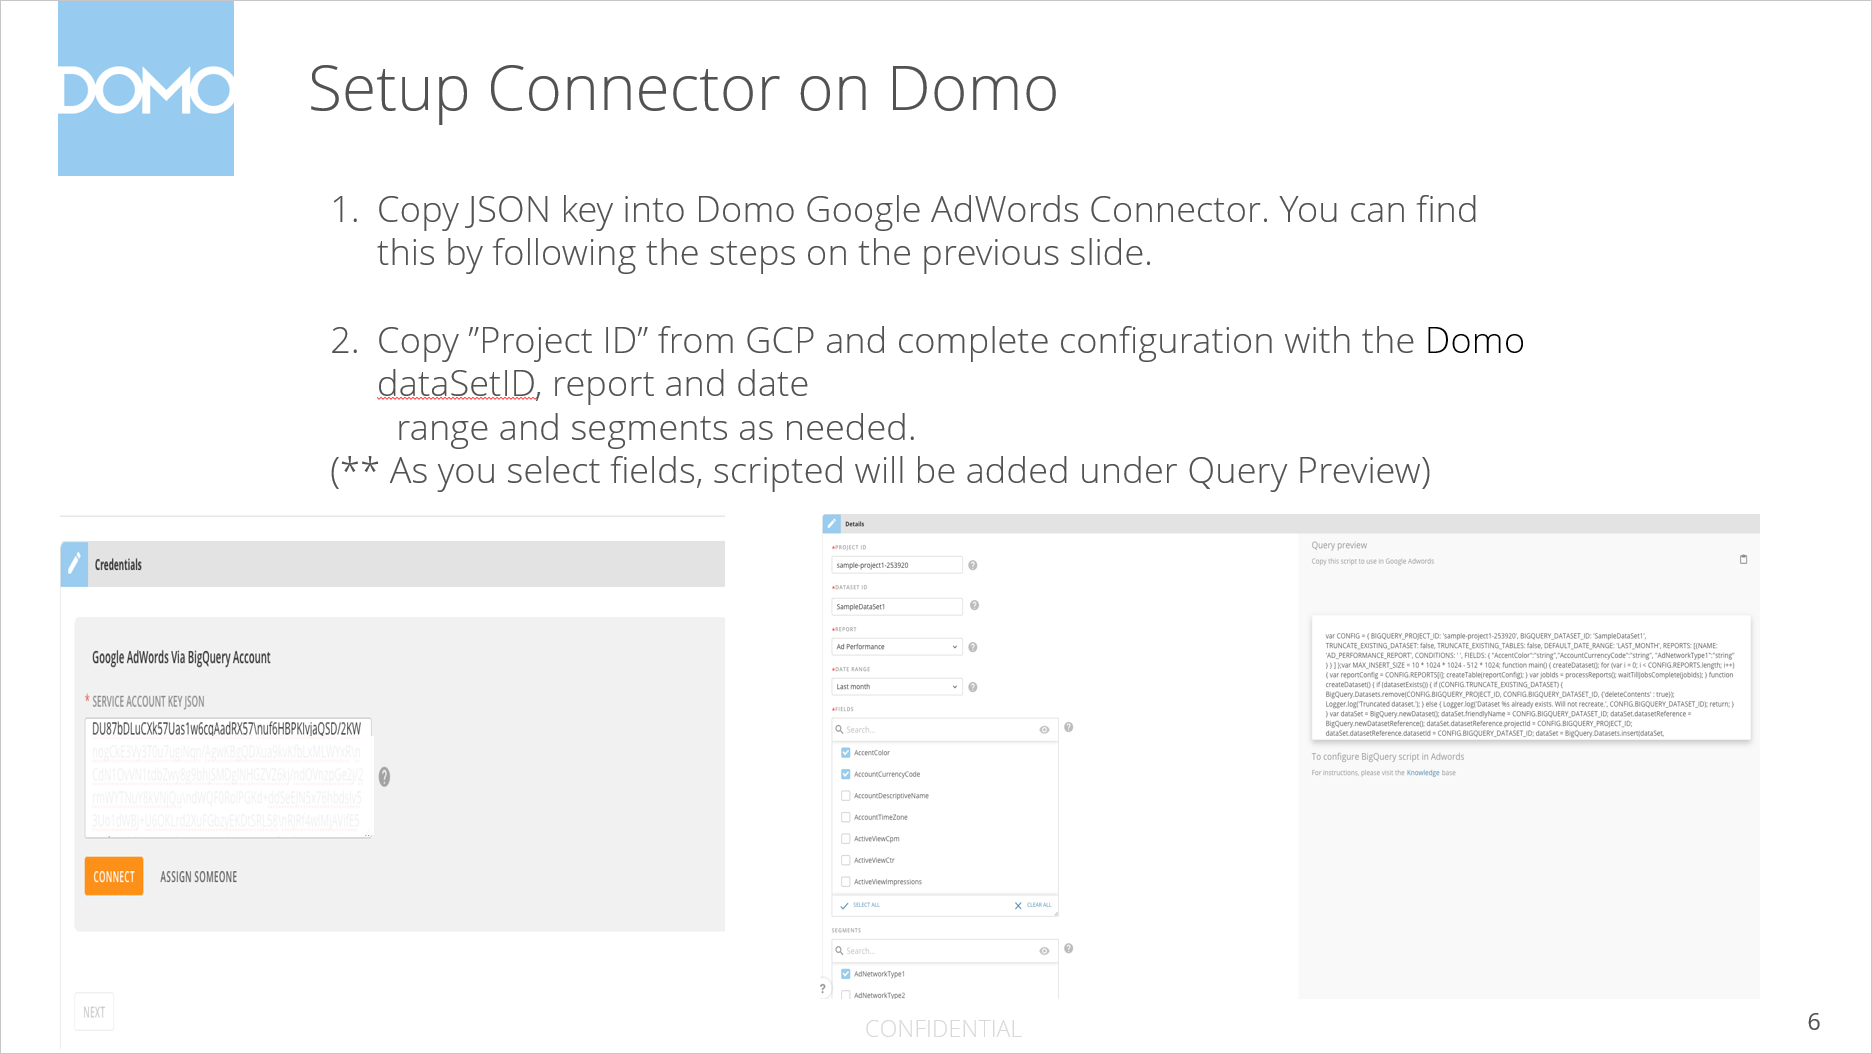 DOMO
Setup Connector on Domo
1. Copy JSON key into Domo Google AdWords Connector. You can find
this by following the steps on the previous slide.
2. Copy ”Project ID” from GCP and complete configuration with the Domo
dataSetID, report and date
range and segments as needed.
(** As you select fields, scripted will be added under Query Preview)
Credentials
Google AdWords Via BigQuery Account
* SERVICE ACCOUNT KEY JSON
DU87bDLuCXk57Uas1w6cqAadRX57\nuf6HBPKIvjaQSD/2KW
?
CONNECT ASSIGN SOMEONE
NEXT
Details
*PROJECT ID
sample-project1-253920 ?
*DATASET ID
SampleDataSet1 ?
*REPORT
Ad Performance ?
*DATE RANGE
Last month ?
*FIELDS
Search... ?
AccentColor
AccountCurrencyCode
AccountDescriptiveName
AccountTimeZone
ActiveViewCpm
ActiveViewCtr
ActiveViewImpressions
SELECT ALL CLEAR ALL
SEGMENTS
Search... ?
AdNetworkType1
?
AdNetworkType2
Query preview
Copy this script to use in Google Adwords
var CONFIG = { BIGQUERY_PROJECT_ID: 'sample-project1-253920', BIGQUERY_DATASET_ID: 'SampleDataSet1',
TRUNCATE_EXISTING_DATASET: false, TRUNCATE_EXISTING_TABLES: false, DEFAULT_DATE_RANGE: 'LAST_MONTH', REPORTS: [{NAME:
'AD_PERFORMANCE_REPORT', CONDITIONS: ' ', FIELDS: { "AccentColor":"string","AccountCurrencyCode":"string", "AdNetworkType1":"string"
} } ] };var MAX_INSERT_SIZE = 10 * 1024 * 1024 - 512 * 1024; function main() { createDataset(); for (var i = 0; i < CONFIG.REPORTS.length; i++)
{ var reportConfig = CONFIG.REPORTS[i]; createTable(reportConfig); } var jobIds = processReports(); waitTillJobsComplete(jobIds); } function
createDataset() { if (datasetExists()) { if (CONFIG.TRUNCATE_EXISTING_DATASET) {
BigQuery.Datasets.remove(CONFIG.BIGQUERY_PROJECT_ID, CONFIG.BIGQUERY_DATASET_ID, {'deleteContents' : true});
Logger.log('Truncated dataset.'); } else { Logger.log('Dataset %s already exists. Will not recreate.', CONFIG.BIGQUERY_DATASET_ID); return; }
} var dataSet = BigQuery.newDataset(); dataSet.friendlyName = CONFIG.BIGQUERY_DATASET_ID; dataSet.datasetReference =
BigQuery.newDatasetReference(); dataSet.datasetReference.projectId = CONFIG.BIGQUERY_PROJECT_ID;
dataSet.datasetReference.datasetId = CONFIG.BIGQUERY_DATASET_ID; dataSet = BigQuery.Datasets.insert(dataSet,
To configure BigQuery script in Adwords
For instructions, please visit the Knowledge base
CONFIDENTIAL
6